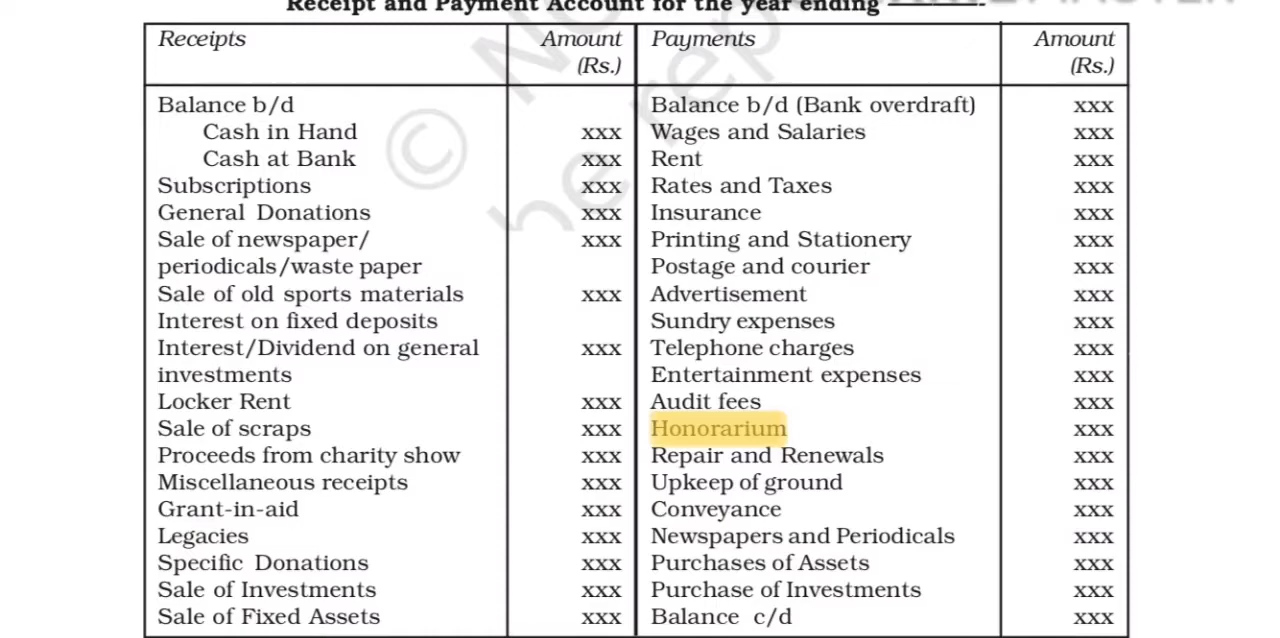 Receipt and Payment Account for the year ending
Receipts Amount Payments Amount
(Rs.) (Rs.)
Balance b/d Balance b/d (Bank overdraft) xxx
Cash in Hand xxx Wages and Salaries xxx
Cash at Bank xxx Rent xxx
Subscriptions xxx Rates and Taxes xxx
General Donations xxx Insurance xxx
Sale of newspaper/ xxx Printing and Stationery xxx
periodicals/waste paper Postage and courier xxx
Sale of old sports materials xxx Advertisement xxx
Interest on fixed deposits Sundry expenses xxx
Interest/Dividend on general xxx Telephone charges xxx
investments Entertainment expenses xxx
Locker Rent xxx Audit fees xxx
Sale of scraps xxx Honorarium xxx
Proceeds from charity show xxx Repair and Renewals xxx
Miscellaneous receipts xxx Upkeep of ground xxx
Grant-in-aid xxx Conveyance xxx
Legacies xxx Newspapers and Periodicals xxx
Specific Donations xxx Purchases of Assets xxx
Sale of Investments xxx Purchase of Investments xxx
Sale of Fixed Assets xxx Balance c/d xxx